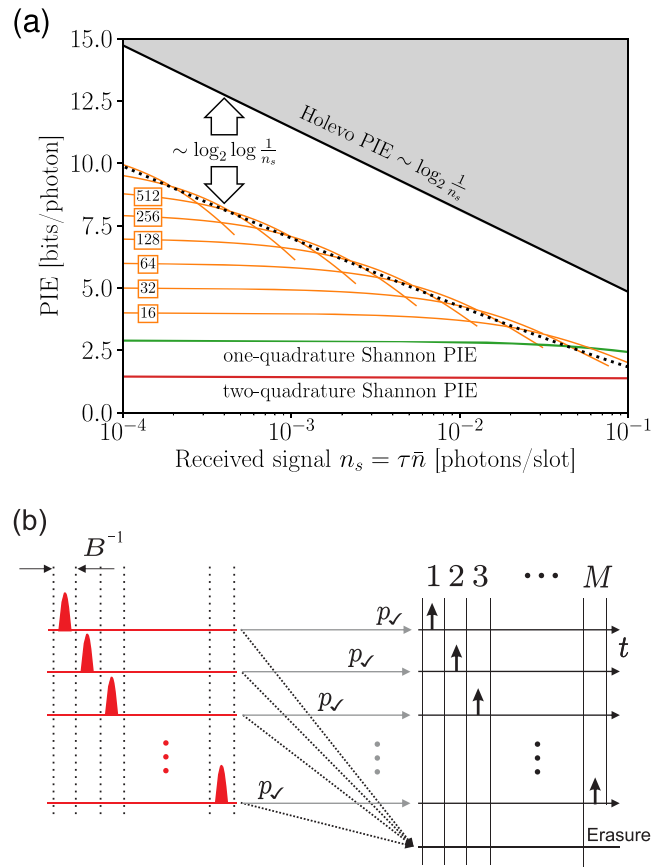 (a)
15.0
12.5
10.0
7.5
5.0
2.5
0.0
PIE [bits/photon]
Holevo PIE ∼ log₂ 1/nₛ
∼ log₂ log 1/nₛ
512
256
128
64
32
16
one-quadrature Shannon PIE
two-quadrature Shannon PIE
10⁻⁴
10⁻³
10⁻²
10⁻¹
Received signal nₛ = τn̄ [photons/slot]
(b)
B⁻¹
1 2 3 ••• M
p✓
t
p✓
p✓
p✓
Erasure